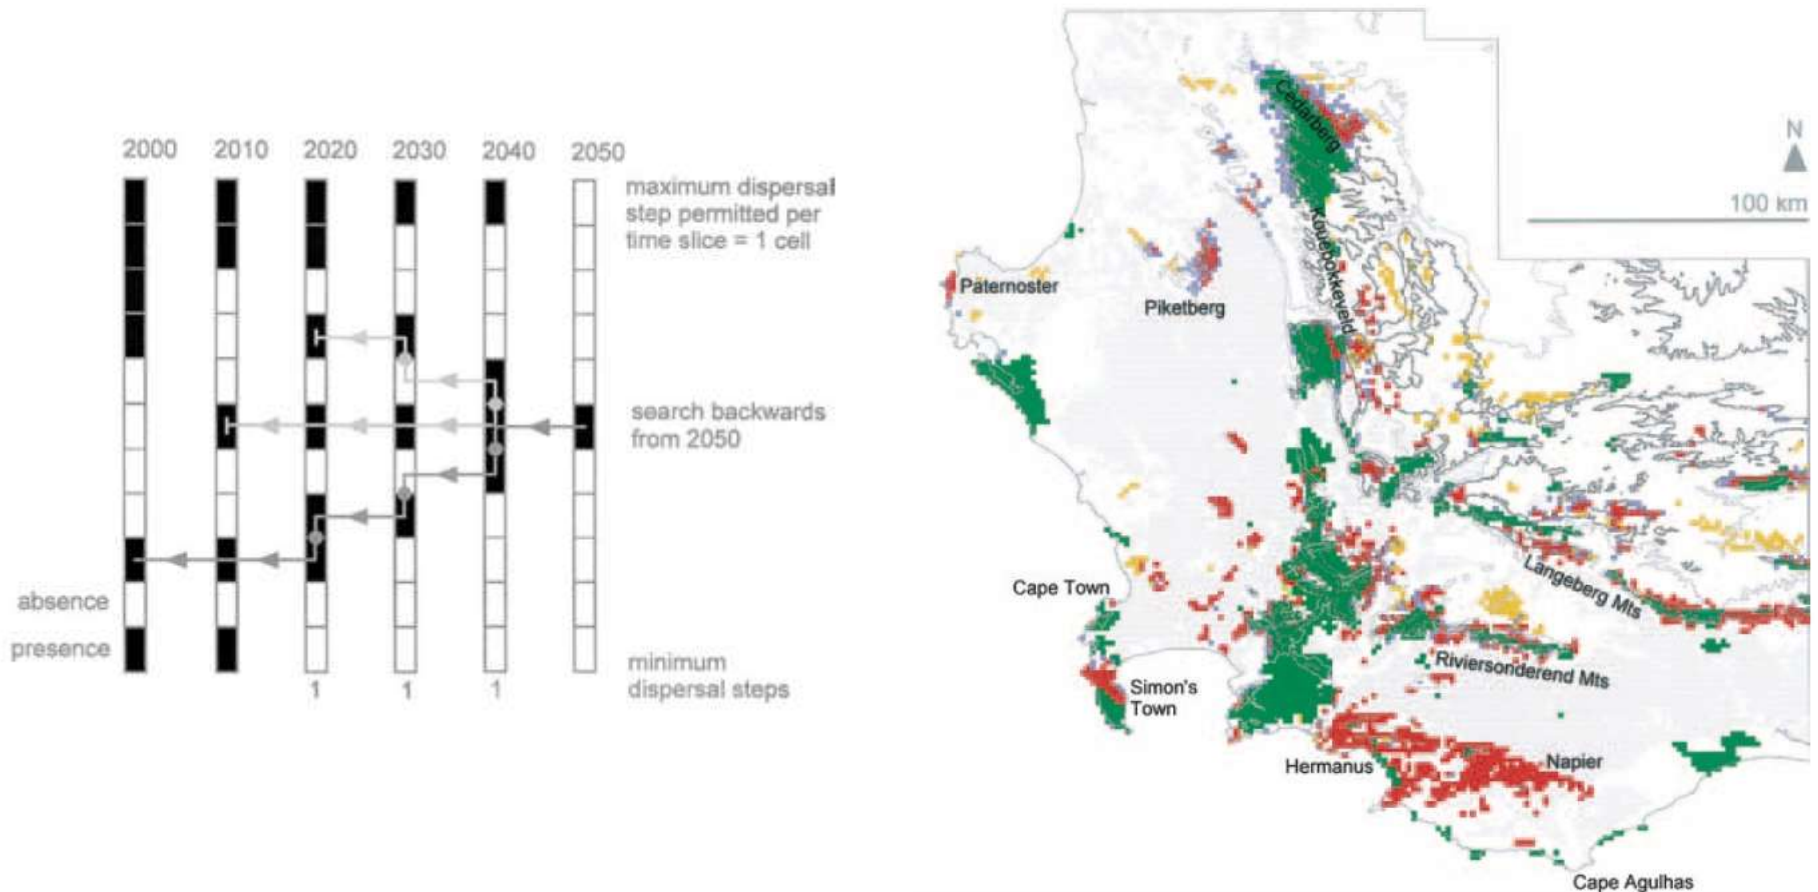 2000 2010 2020 2030 2040 2050
maximum dispersal
step permitted per
time slice = 1 cell
search backwards
from 2050
absence
presence
minimum
dispersal steps
1 1 1
Cedarberg
N
100 km
Kouebokkeveld
Paternoster
Piketberg
Cape Town
Langeberg Mts
Riviersonderend Mts
Simon's
Town
Hermanus
Napier
Cape Agulhas